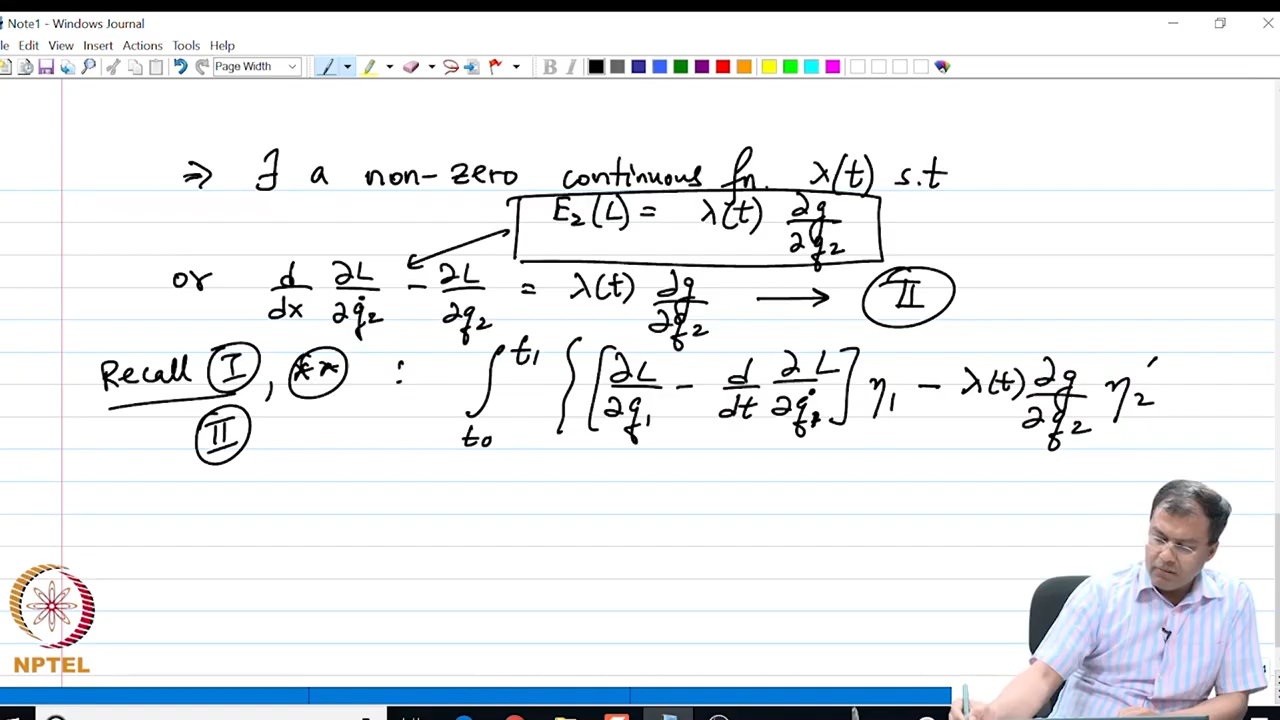 Note1 - Windows Journal
Edit View Insert Actions Tools Help
Page Width
⇒ ∃ a non-zero continuous fn. λ(t) s.t
E₂(L) = λ(t) ∂g/∂q₂
or d/dx ∂L/∂q̇₂ - ∂L/∂q₂ = λ(t) ∂g/∂q₂ → II
Recall I, ** : ∫_{t₀}^{t₁} { [ ∂L/∂q₁ - d/dt ∂L/∂q̇₁ ] η₁ - λ(t) ∂g/∂q₂ η₂
II
NPTEL